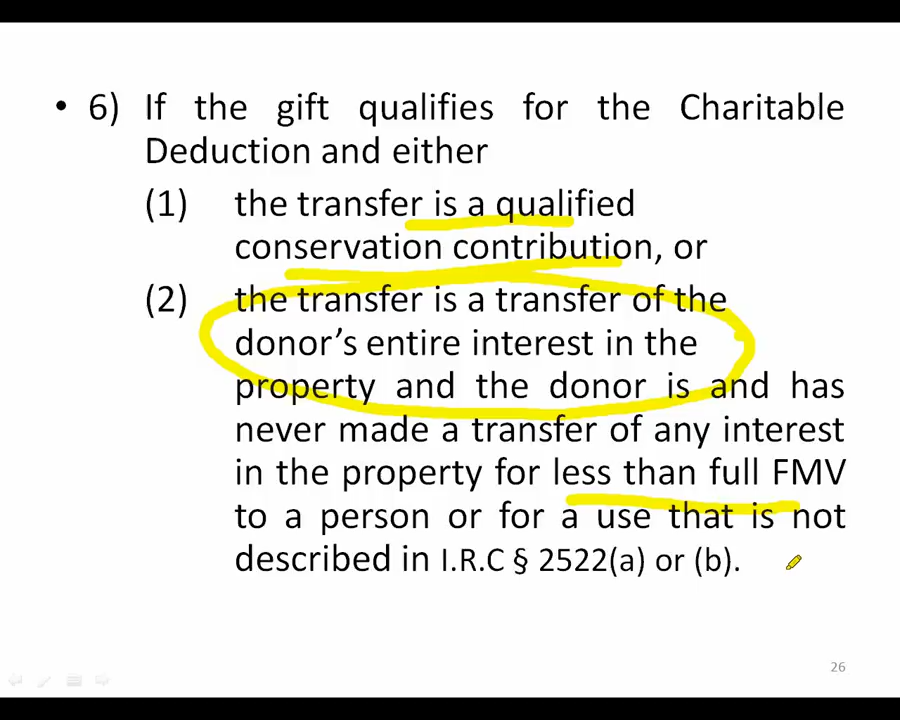 • 6) If the gift qualifies for the Charitable
Deduction and either
(1) the transfer is a qualified
conservation contribution, or
(2) the transfer is a transfer of the
donor’s entire interest in the
property and the donor is and has
never made a transfer of any interest
in the property for less than full FMV
to a person or for a use that is not
described in I.R.C § 2522(a) or (b).
26